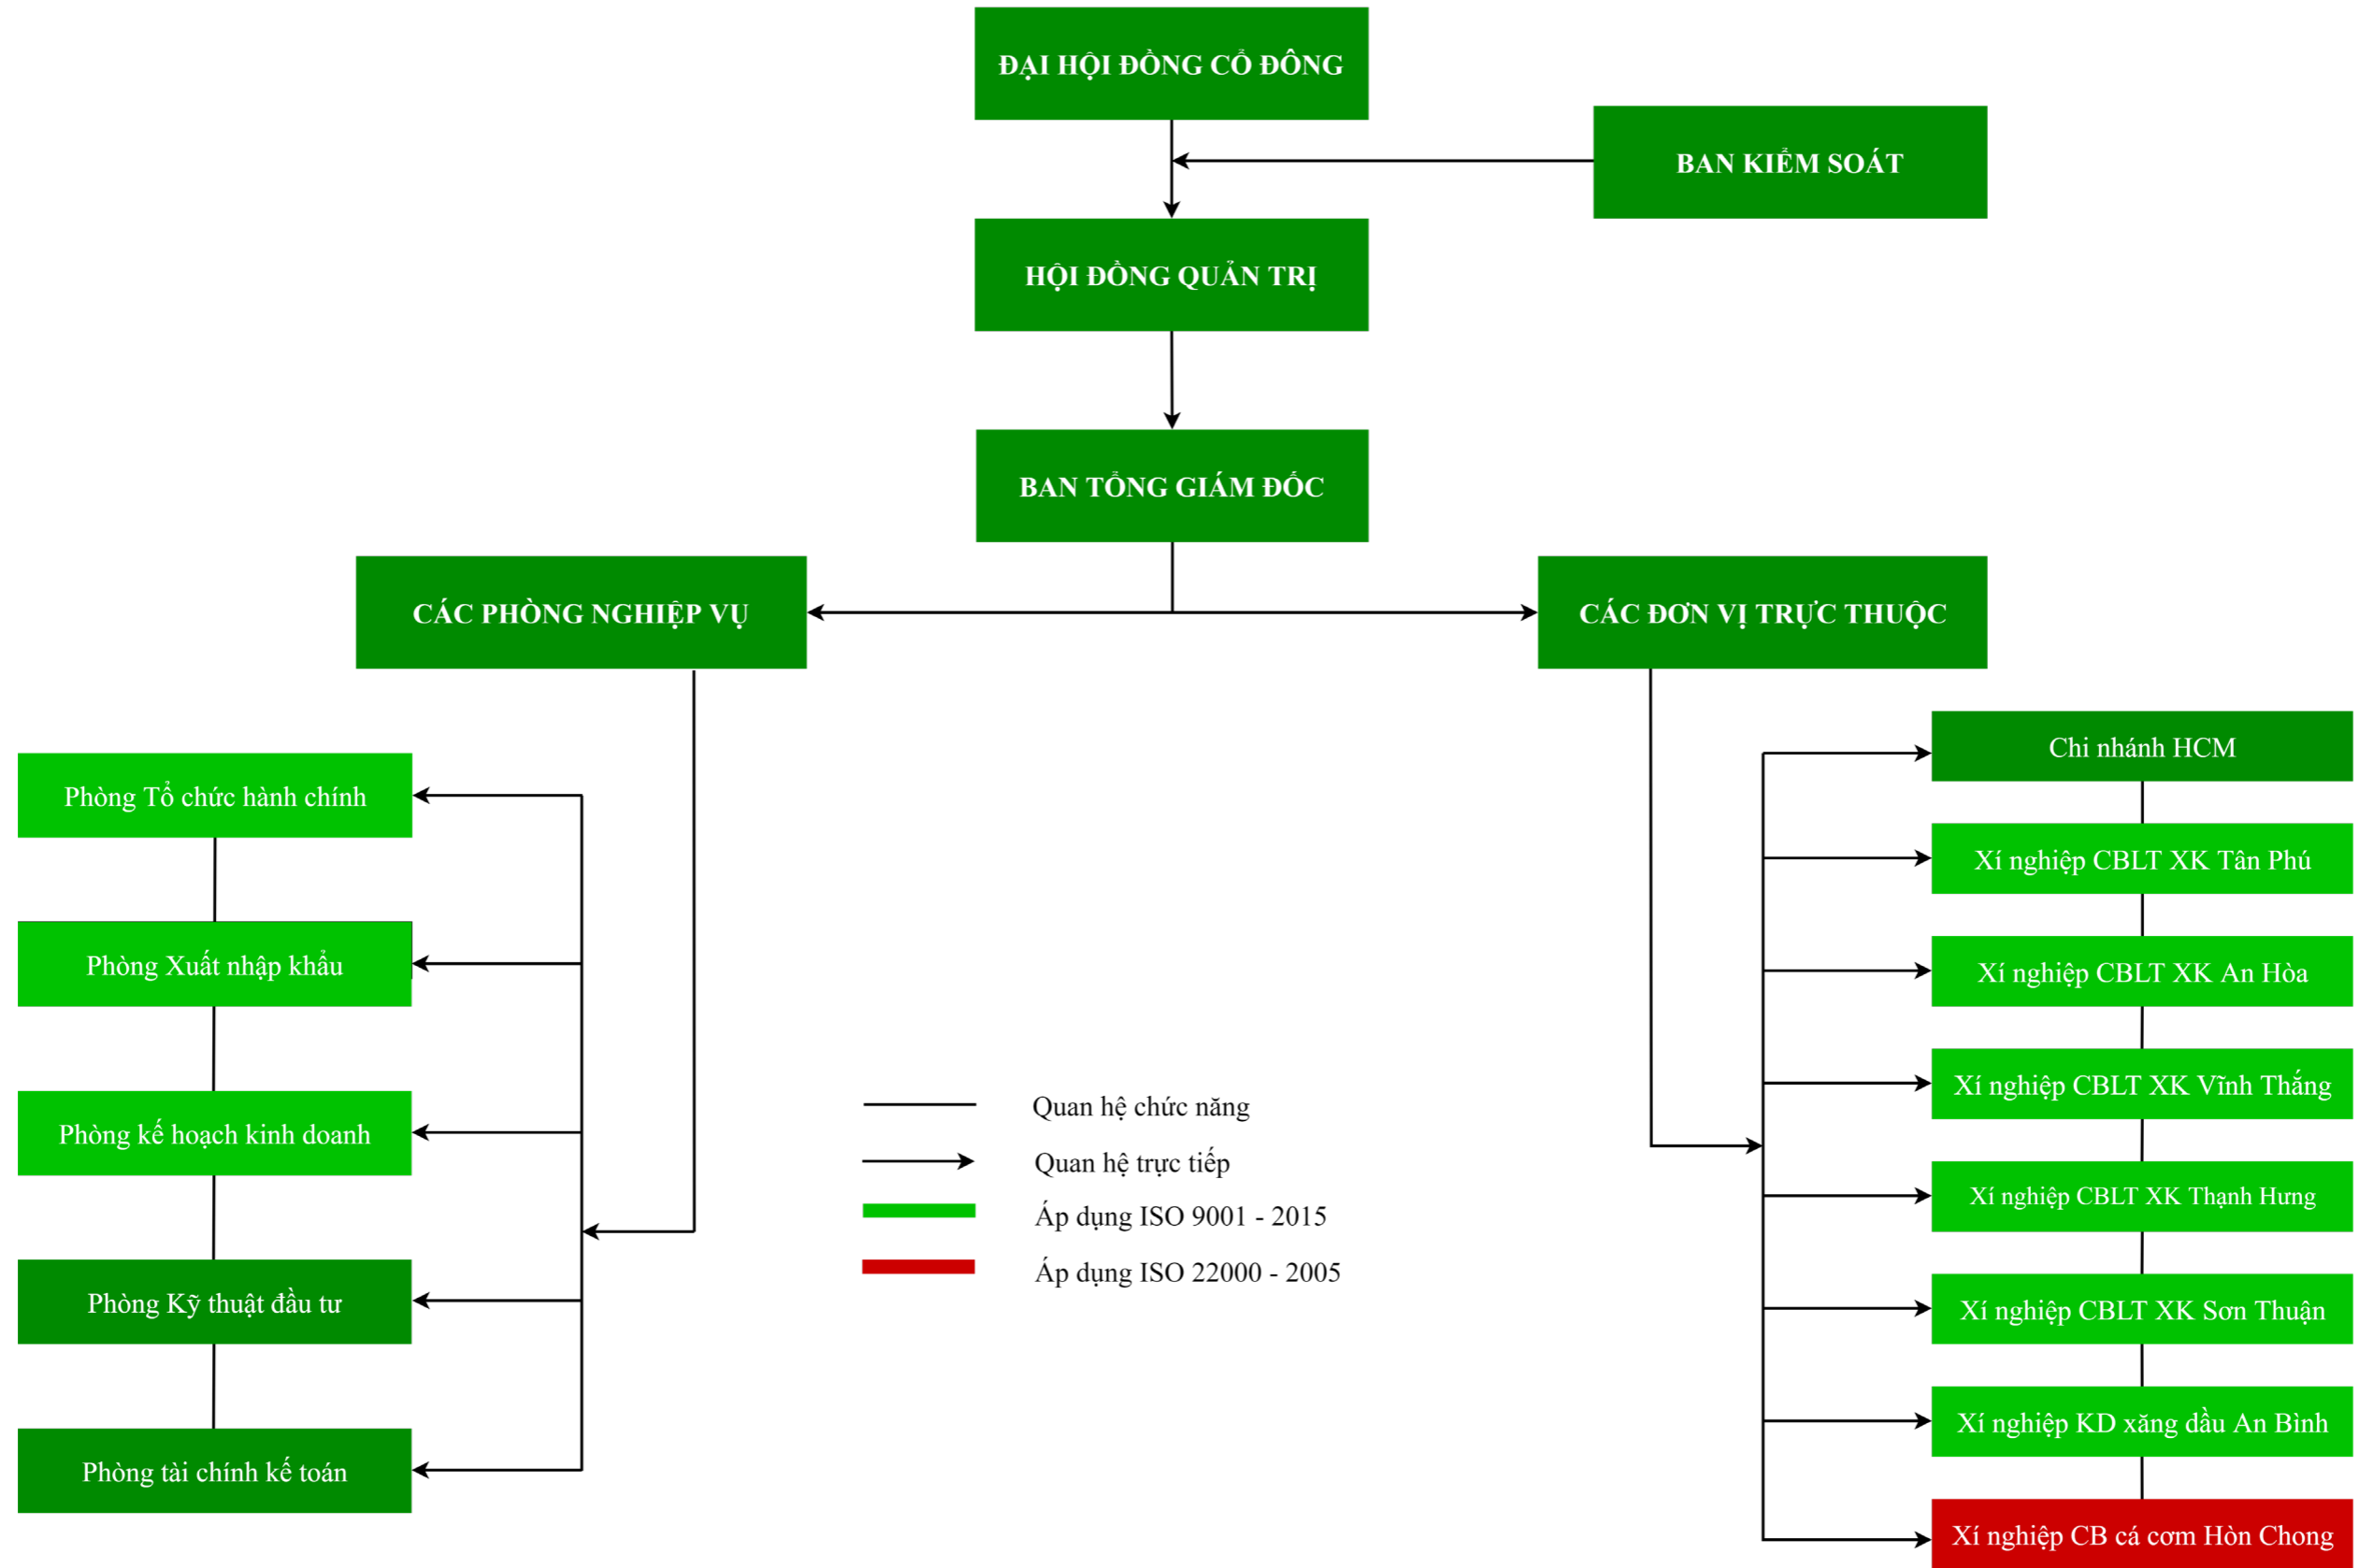 ĐẠI HỘI ĐỒNG CỔ ĐÔNG
BAN KIỂM SOÁT
HỘI ĐỒNG QUẢN TRỊ
BAN TỔNG GIÁM ĐỐC
CÁC PHÒNG NGHIỆP VỤ
CÁC ĐƠN VỊ TRỰC THUỘC
Phòng Tổ chức hành chính
Phòng Xuất nhập khẩu
Phòng kế hoạch kinh doanh
Phòng Kỹ thuật đầu tư
Phòng tài chính kế toán
Quan hệ chức năng
Quan hệ trực tiếp
Áp dụng ISO 9001 - 2015
Áp dụng ISO 22000 - 2005
Chi nhánh HCM
Xí nghiệp CBLT XK Tân Phú
Xí nghiệp CBLT XK An Hòa
Xí nghiệp CBLT XK Vĩnh Thắng
Xí nghiệp CBLT XK Thạnh Hưng
Xí nghiệp CBLT XK Sơn Thuận
Xí nghiệp KD xăng dầu An Bình
Xí nghiệp CB cá cơm Hòn Chong